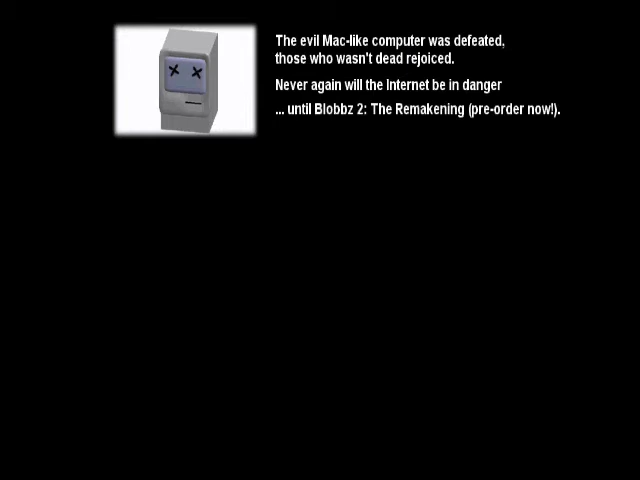 The evil Mac-like computer was defeated,
those who wasn't dead rejoiced.
Never again will the Internet be in danger
... until Blobbz 2: The Remakening (pre-order now!).